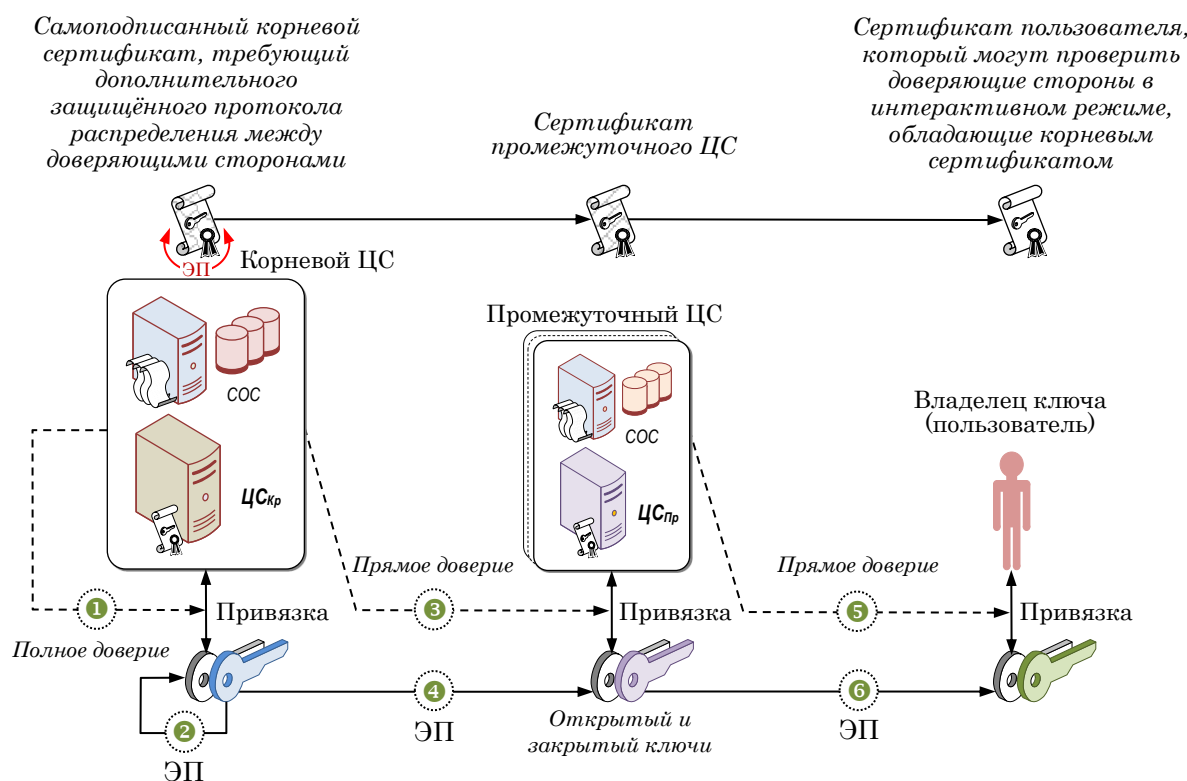 Самоподписанный корневой
сертификат, требующий
дополнительного
защищённого протокола
распределения между
доверяющими сторонами
Сертификат
промежуточного ЦС
Сертификат пользователя,
который могут проверить
доверяющие стороны в
интерактивном режиме,
обладающие корневым
сертификатом
ЭП
Корневой ЦС
СОС
ЦСКр
Промежуточный ЦС
СОС
ЦСПр
Владелец ключа
(пользователь)
Прямое доверие
Прямое доверие
1
Привязка
3
Привязка
5
Привязка
Полное доверие
2
ЭП
4
ЭП
Открытый и
закрытый ключи
6
ЭП